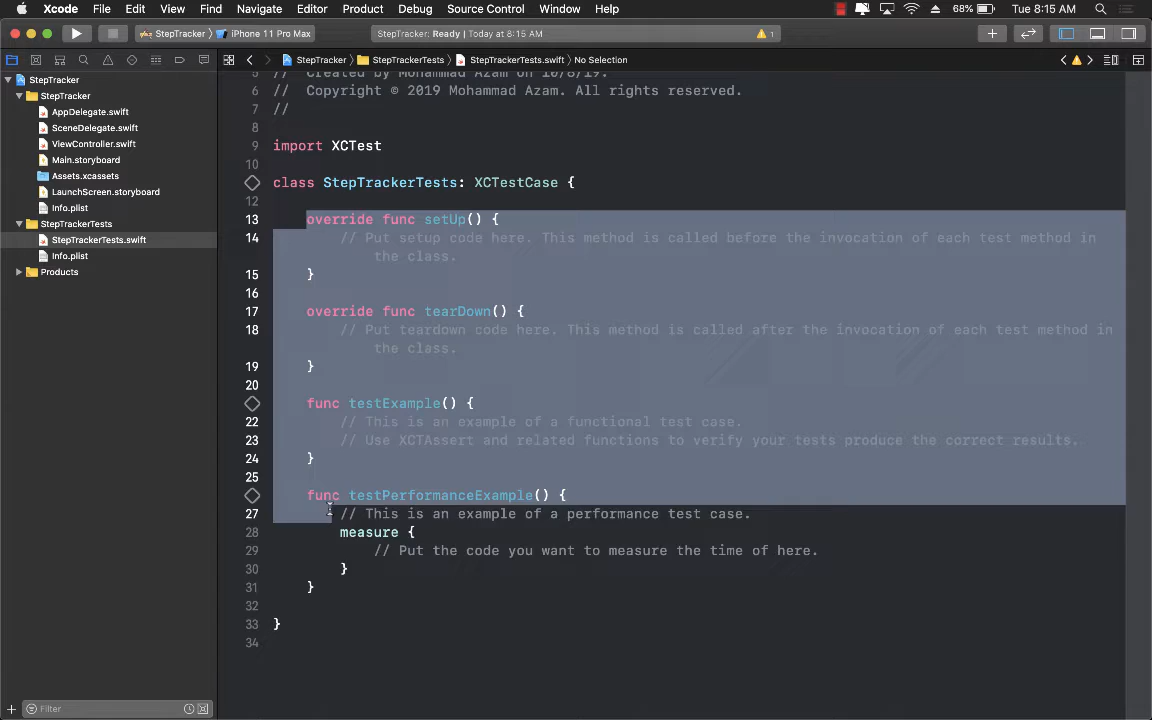 Xcode File Edit View Find Navigate Editor Product Debug Source Control Window Help 68% Tue 8:15 AM
StepTracker iPhone 11 Pro Max StepTracker: Ready | Today at 8:15 AM 1
StepTracker StepTrackerTests StepTrackerTests.swift No Selection
StepTracker
StepTracker
AppDelegate.swift
SceneDelegate.swift
ViewController.swift
Main.storyboard
Assets.xcassets
LaunchScreen.storyboard
Info.plist
StepTrackerTests
StepTrackerTests.swift
Info.plist
Products
Filter
5 // Created by Mohammad Azam on 10/8/19.
6 // Copyright © 2019 Mohammad Azam. All rights reserved.
7 //
8
9 import XCTest
10
class StepTrackerTests: XCTestCase {
12
13 override func setUp() {
14 // Put setup code here. This method is called before the invocation of each test method in
the class.
15 }
16
17 override func tearDown() {
18 // Put teardown code here. This method is called after the invocation of each test method in
the class.
19 }
20
func testExample() {
22 // This is an example of a functional test case.
23 // Use XCTAssert and related functions to verify your tests produce the correct results.
24 }
25
func testPerformanceExample() {
27 // This is an example of a performance test case.
28 measure {
29 // Put the code you want to measure the time of here.
30 }
31 }
32
33 }
34